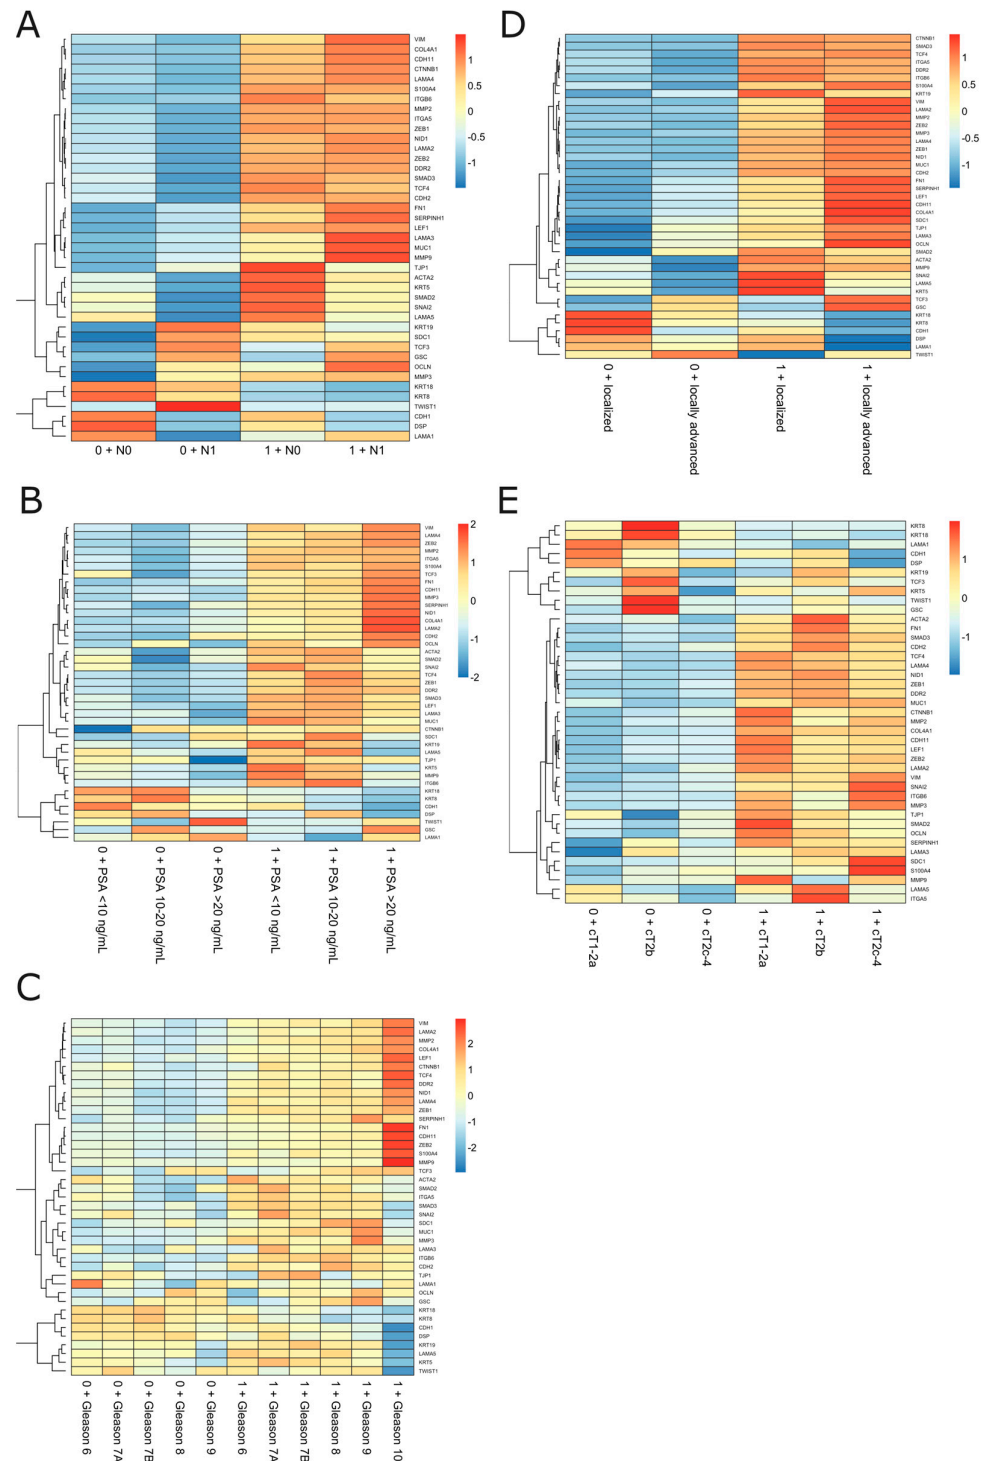 A
VIM
COL4A1
CDH11
CTNNB1
LAMA4
S100A4
ITGB6
MMP2
ITGA5
ZEB1
NID1
LAMA2
ZEB2
DDR2
SMAD3
TCF4
CDH2
FN1
SERPINH1
LEF1
LAMA3
MUC1
MMP9
TJP1
ACTA2
KRT5
SMAD2
SNAI2
LAMA5
KRT19
SDC1
TCF3
GSC
OCLN
MMP3
KRT18
KRT8
TWIST1
CDH1
DSP
LAMA1
1
0.5
0
-0.5
-1
0 + N0
0 + N1
1 + N0
1 + N1
B
VIM
LAMA4
ZEB2
MMP2
ITGA5
S100A4
TCF3
FN1
CDH11
MMP3
SERPINH1
NID1
COL4A1
LAMA2
CDH2
OCLN
ACTA2
SMAD2
SNAI2
TCF4
ZEB1
DDR2
SMAD3
LEF1
LAMA3
MUC1
CTNNB1
SDC1
KRT19
LAMA5
TJP1
KRT5
MMP9
ITGB6
KRT18
KRT8
CDH1
DSP
TWIST1
GSC
LAMA1
2
1
0
-1
-2
0 + PSA <10 ng/mL
0 + PSA 10-20 ng/mL
0 + PSA >20 ng/mL
1 + PSA <10 ng/mL
1 + PSA 10-20 ng/mL
1 + PSA >20 ng/mL
C
VIM
LAMA2
MMP2
COL4A1
LEF1
CTNNB1
TCF4
DDR2
NID1
LAMA4
ZEB1
SERPINH1
FN1
CDH11
ZEB2
S100A4
MMP9
TCF3
ACTA2
SMAD2
ITGA5
SMAD3
SNAI2
SDC1
MUC1
MMP3
LAMA3
ITGB6
CDH2
TJP1
LAMA1
OCLN
GSC
KRT18
KRT8
CDH1
DSP
KRT19
LAMA5
KRT5
TWIST1
2
1
0
-1
-2
0 + Gleason 6
0 + Gleason 7A
0 + Gleason 7B
0 + Gleason 8
0 + Gleason 9
1 + Gleason 6
1 + Gleason 7A
1 + Gleason 7B
1 + Gleason 8
1 + Gleason 9
1 + Gleason 10
D
CTNNB1
SMAD3
TCF4
ITGA5
DDR2
ITGB6
S100A4
KRT19
VIM
LAMA2
MMP2
ZEB2
MMP3
LAMA4
ZEB1
NID1
MUC1
CDH2
FN1
SERPINH1
LEF1
CDH11
COL4A1
SDC1
TJP1
LAMA3
OCLN
SMAD2
ACTA2
MMP9
SNAI2
LAMA5
KRT5
TCF3
GSC
KRT18
KRT8
CDH1
DSP
LAMA1
TWIST1
1
0.5
0
-0.5
-1
0 + localized
0 + locally advanced
1 + localized
1 + locally advanced
E
KRT8
KRT18
LAMA1
CDH1
DSP
KRT19
TCF3
KRT5
TWIST1
GSC
ACTA2
FN1
SMAD3
CDH2
TCF4
LAMA4
NID1
ZEB1
DDR2
MUC1
CTNNB1
MMP2
COL4A1
CDH11
LEF1
ZEB2
LAMA2
VIM
SNAI2
ITGB6
MMP3
TJP1
SMAD2
OCLN
SERPINH1
LAMA3
SDC1
S100A4
MMP9
LAMA5
ITGA5
1
0
-1
0 + cT1-2a
0 + cT2b
0 + cT2c-4
1 + cT1-2a
1 + cT2b
1 + cT2c-4